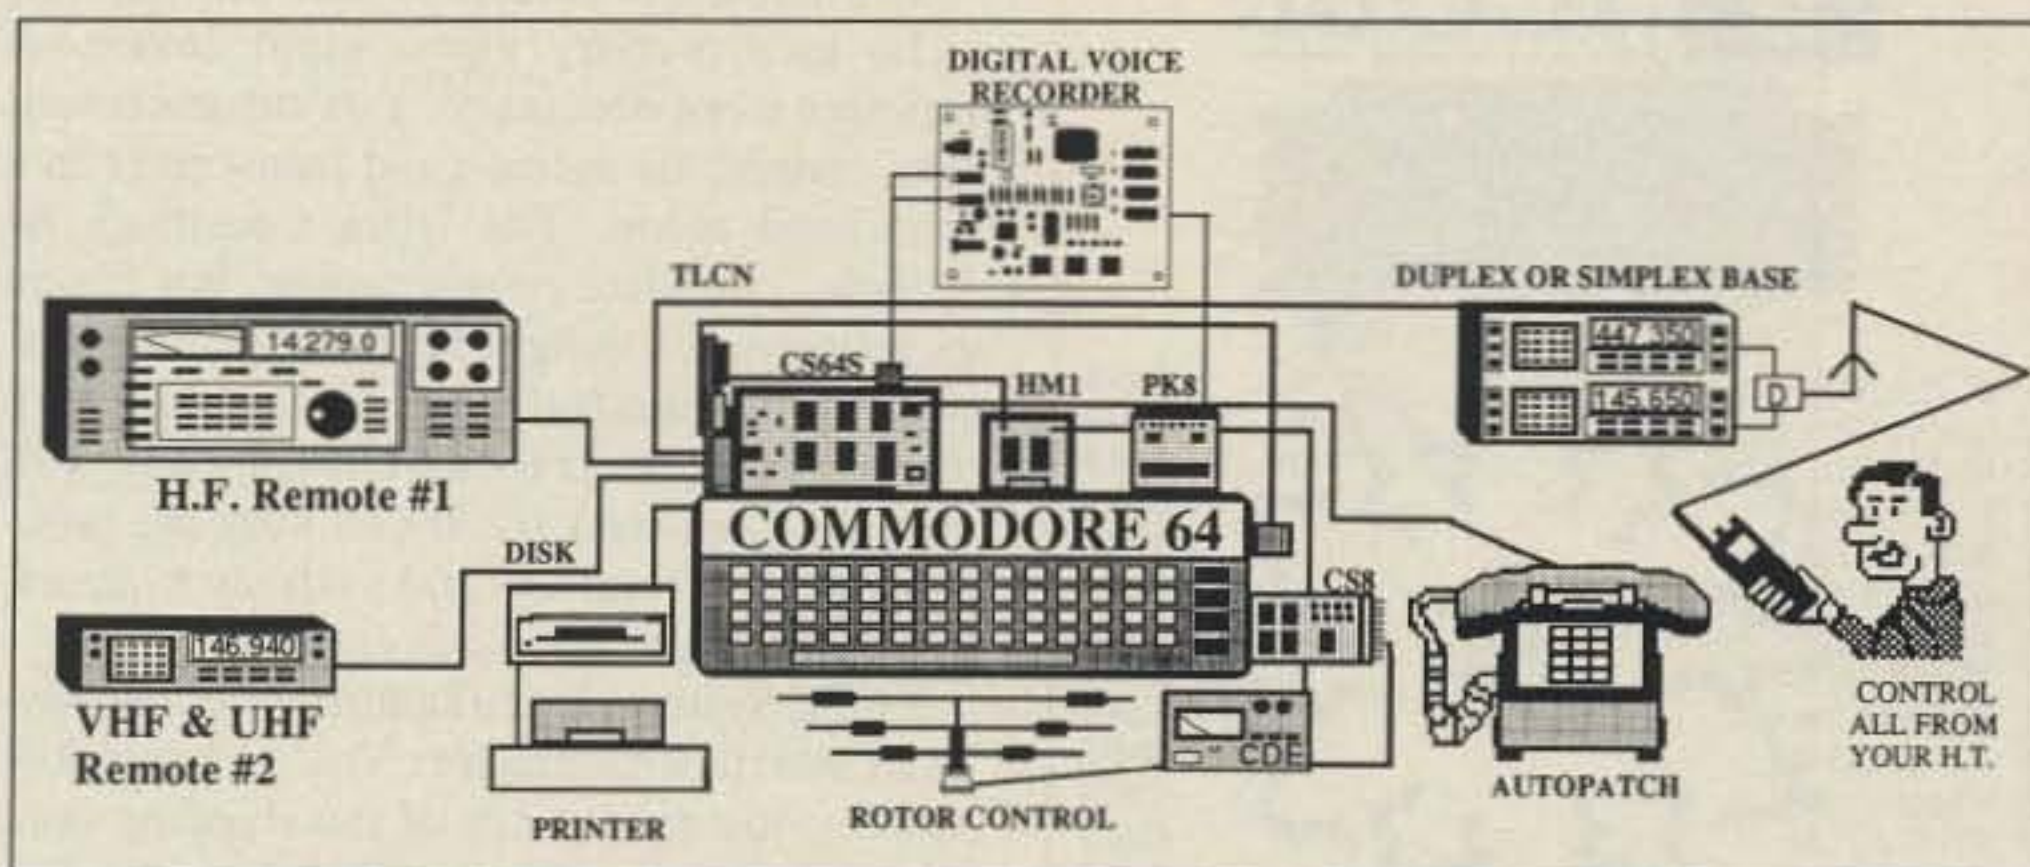 DIGITAL VOICE
RECORDER
TLCN
DUPLEX OR SIMPLEX BASE
14.279.0
447.350
CS64S
HM1
PK8
145.650
D
H.F. Remote #1
COMMODORE 64
DISK
CS8
146.940
VHF & UHF
Remote #2
CDE
CONTROL
ALL FROM
YOUR H.T.
PRINTER
ROTOR CONTROL
AUTOPATCH